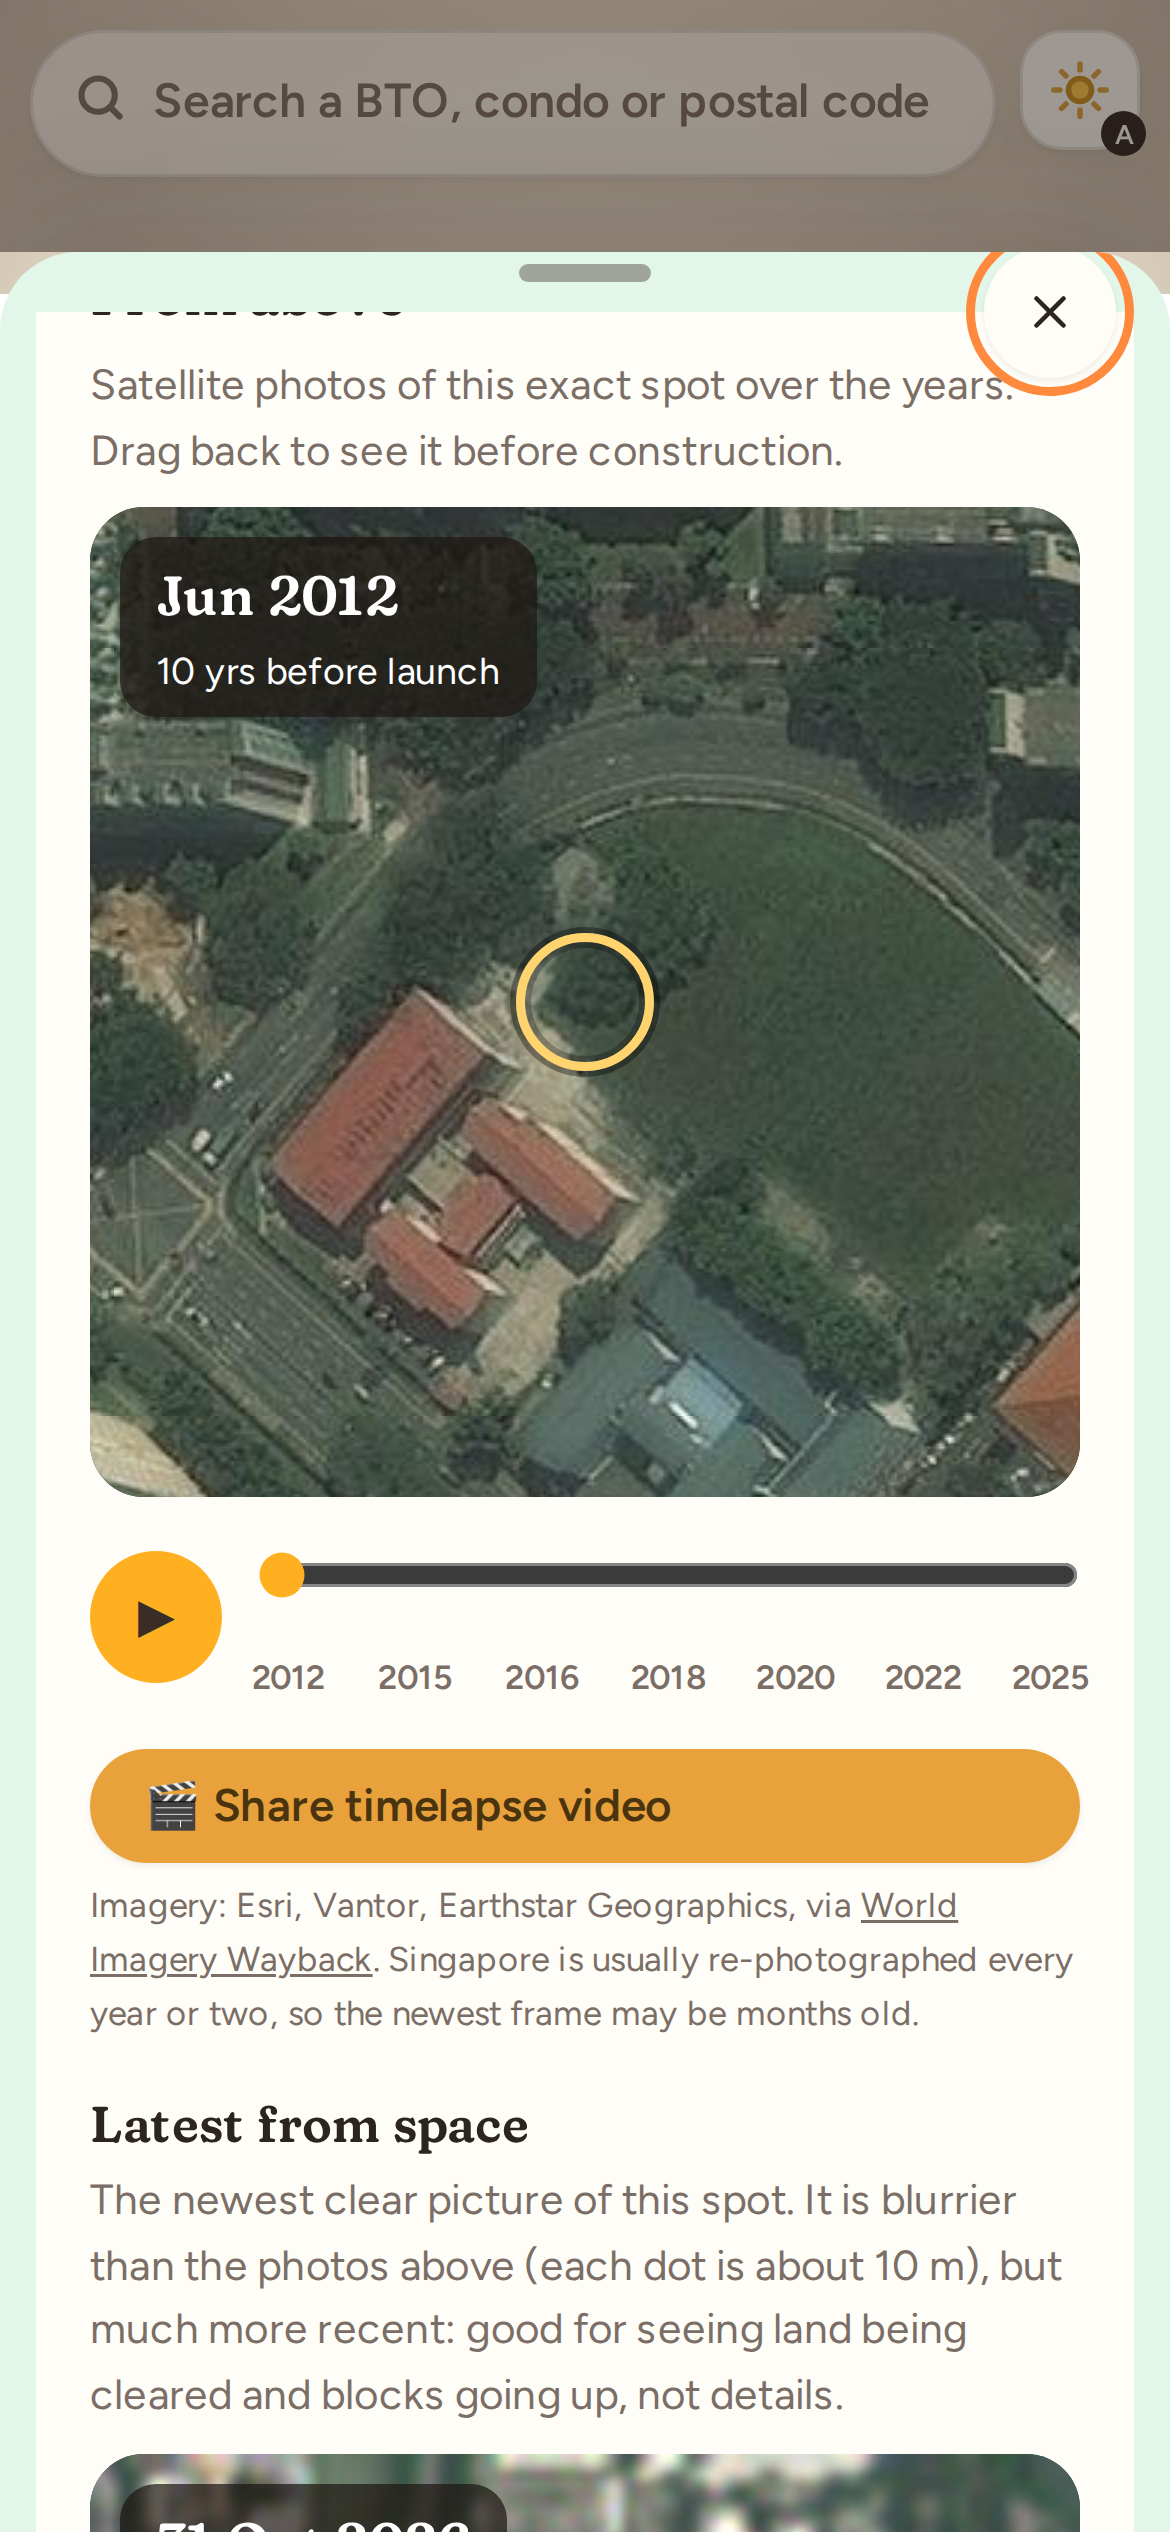 Search a BTO, condo or postal code
A
From above
Satellite photos of this exact spot over the years.
Drag back to see it before construction.
Jun 2012
10 yrs before launch
2012 2015 2016 2018 2020 2022 2025
Share timelapse video
Imagery: Esri, Vantor, Earthstar Geographics, via World
Imagery Wayback. Singapore is usually re-photographed every
year or two, so the newest frame may be months old.
Latest from space
The newest clear picture of this spot. It is blurrier
than the photos above (each dot is about 10 m), but
much more recent: good for seeing land being
cleared and blocks going up, not details.